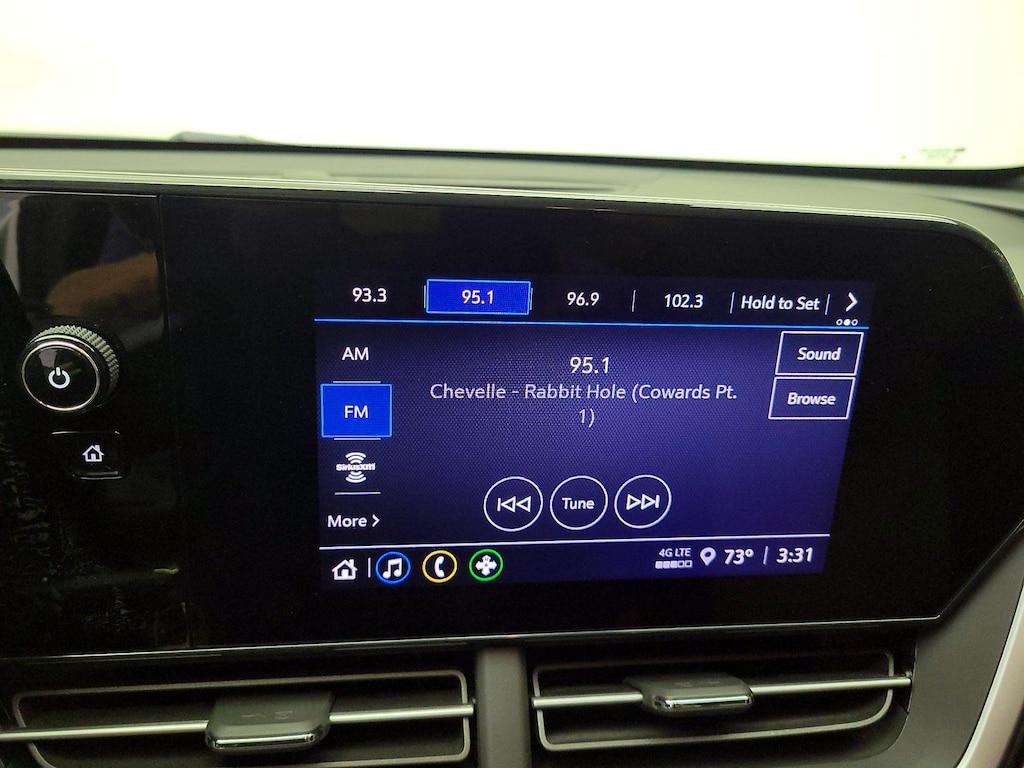 93.3
95.1
96.9
102.3
Hold to Set
AM
FM
SiriusXM
More
95.1
Chevelle - Rabbit Hole (Cowards Pt.
1)
Sound
Browse
Tune
4G LTE
73°
3:31